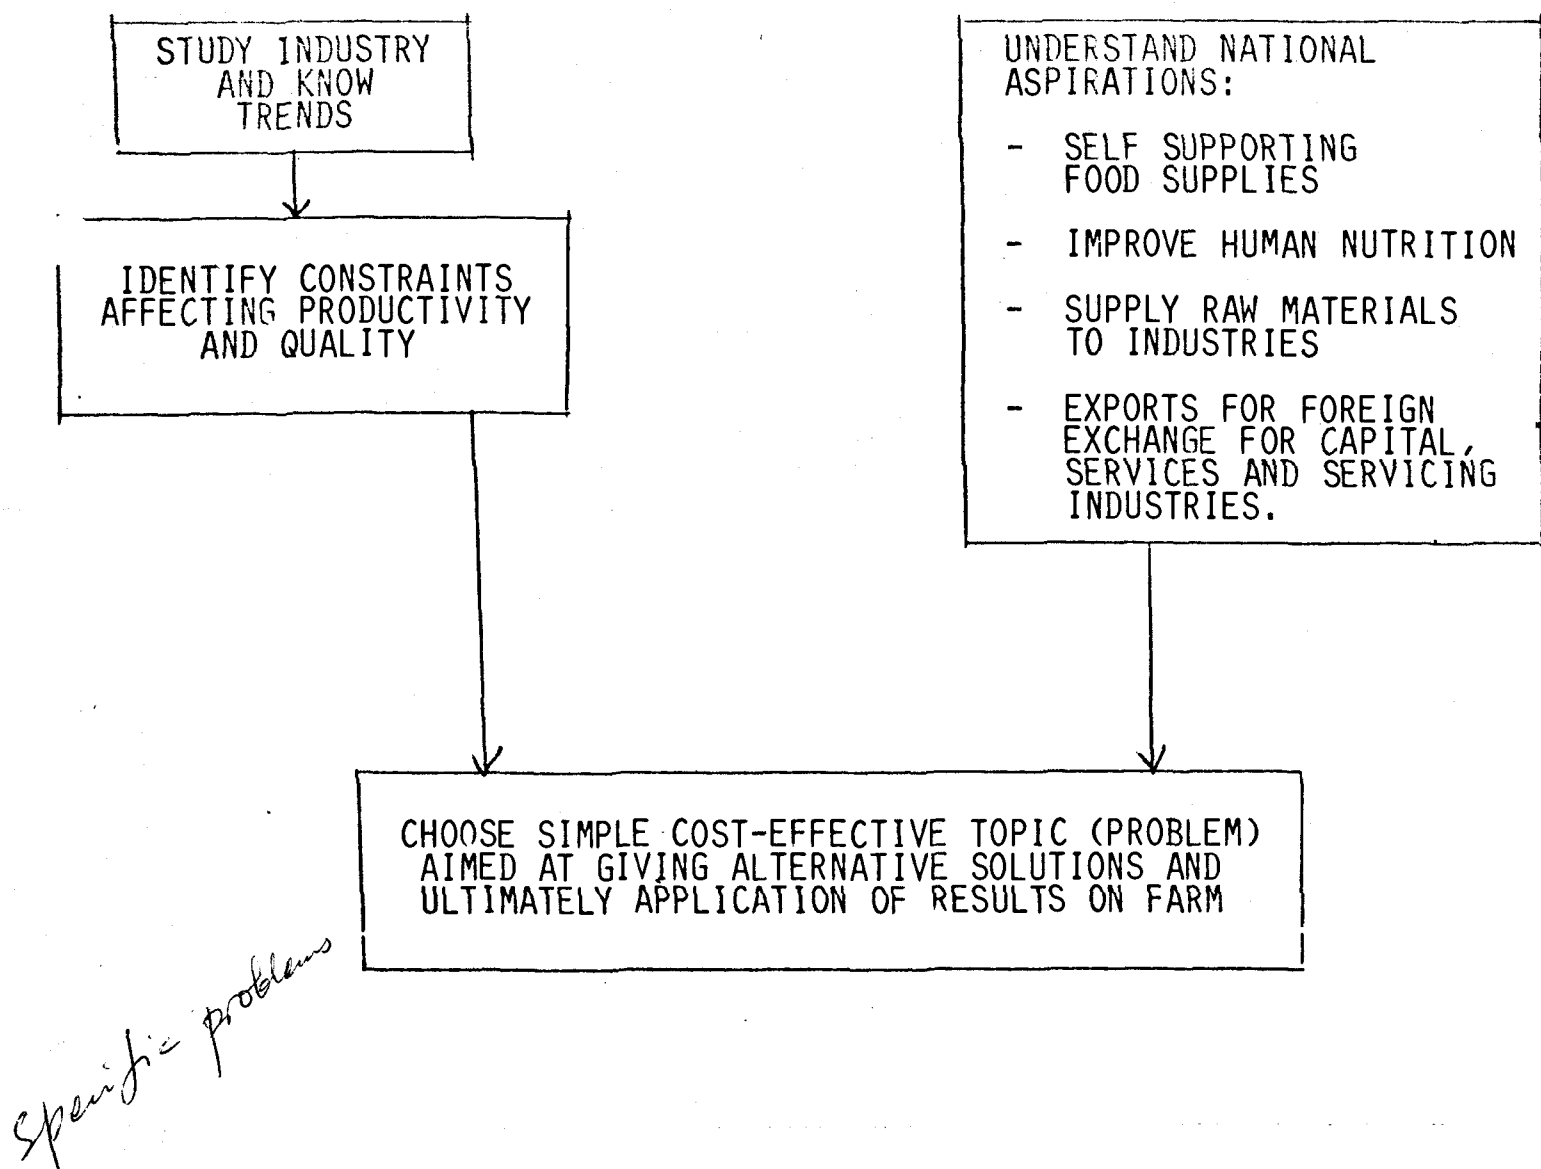 STUDY INDUSTRY
AND KNOW
TRENDS
IDENTIFY CONSTRAINTS
AFFECTING PRODUCTIVITY
AND QUALITY
UNDERSTAND NATIONAL
ASPIRATIONS:
- SELF SUPPORTING
FOOD SUPPLIES
- IMPROVE HUMAN NUTRITION
- SUPPLY RAW MATERIALS
TO INDUSTRIES
- EXPORTS FOR FOREIGN
EXCHANGE FOR CAPITAL,
SERVICES AND SERVICING
INDUSTRIES.
CHOOSE SIMPLE COST-EFFECTIVE TOPIC (PROBLEM)
AIMED AT GIVING ALTERNATIVE SOLUTIONS AND
ULTIMATELY APPLICATION OF RESULTS ON FARM
Specific problems